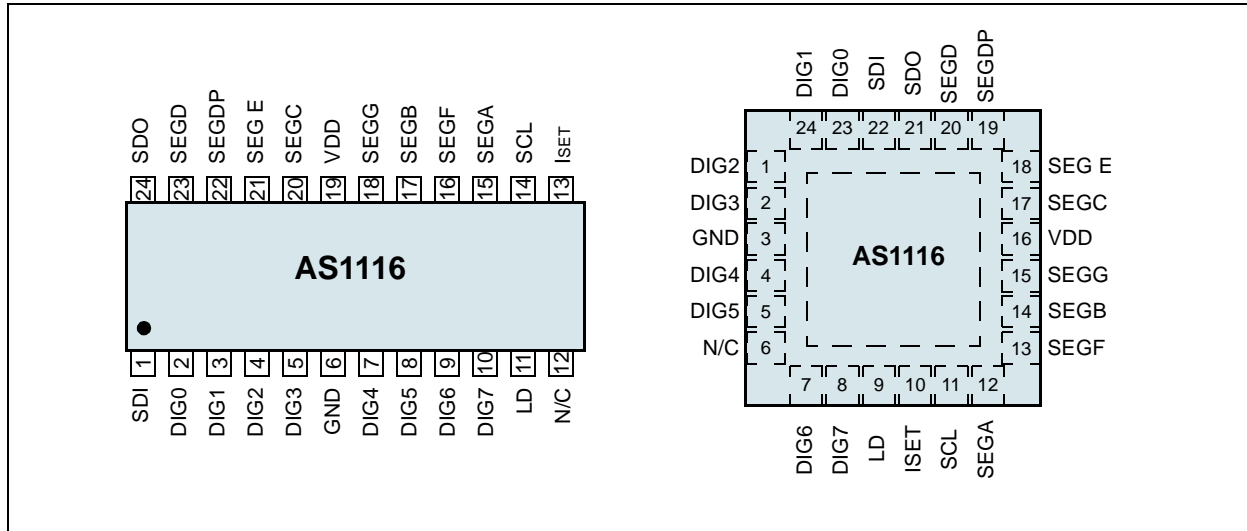 SDO SEGD SEGDP SEG E SEGC VDD SEGG SEGB SEGF SEGA SCL ISET
24 23 22 21 20 19 18 17 16 15 14 13
AS1116
1 2 3 4 5 6 7 8 9 10 11 12
SDI DIG0 DIG1 DIG2 DIG3 GND DIG4 DIG5 DIG6 DIG7 LD N/C
DIG1 DIG0 SDI SDO SEGD SEGDP
24 23 22 21 20 19
DIG2 1 18 SEG E
DIG3 2 17 SEGC
GND 3 16 VDD
AS1116
DIG4 4 15 SEGG
DIG5 5 14 SEGB
N/C 6 13 SEGF
7 8 9 10 11 12
DIG6 DIG7 LD ISET SCL SEGA